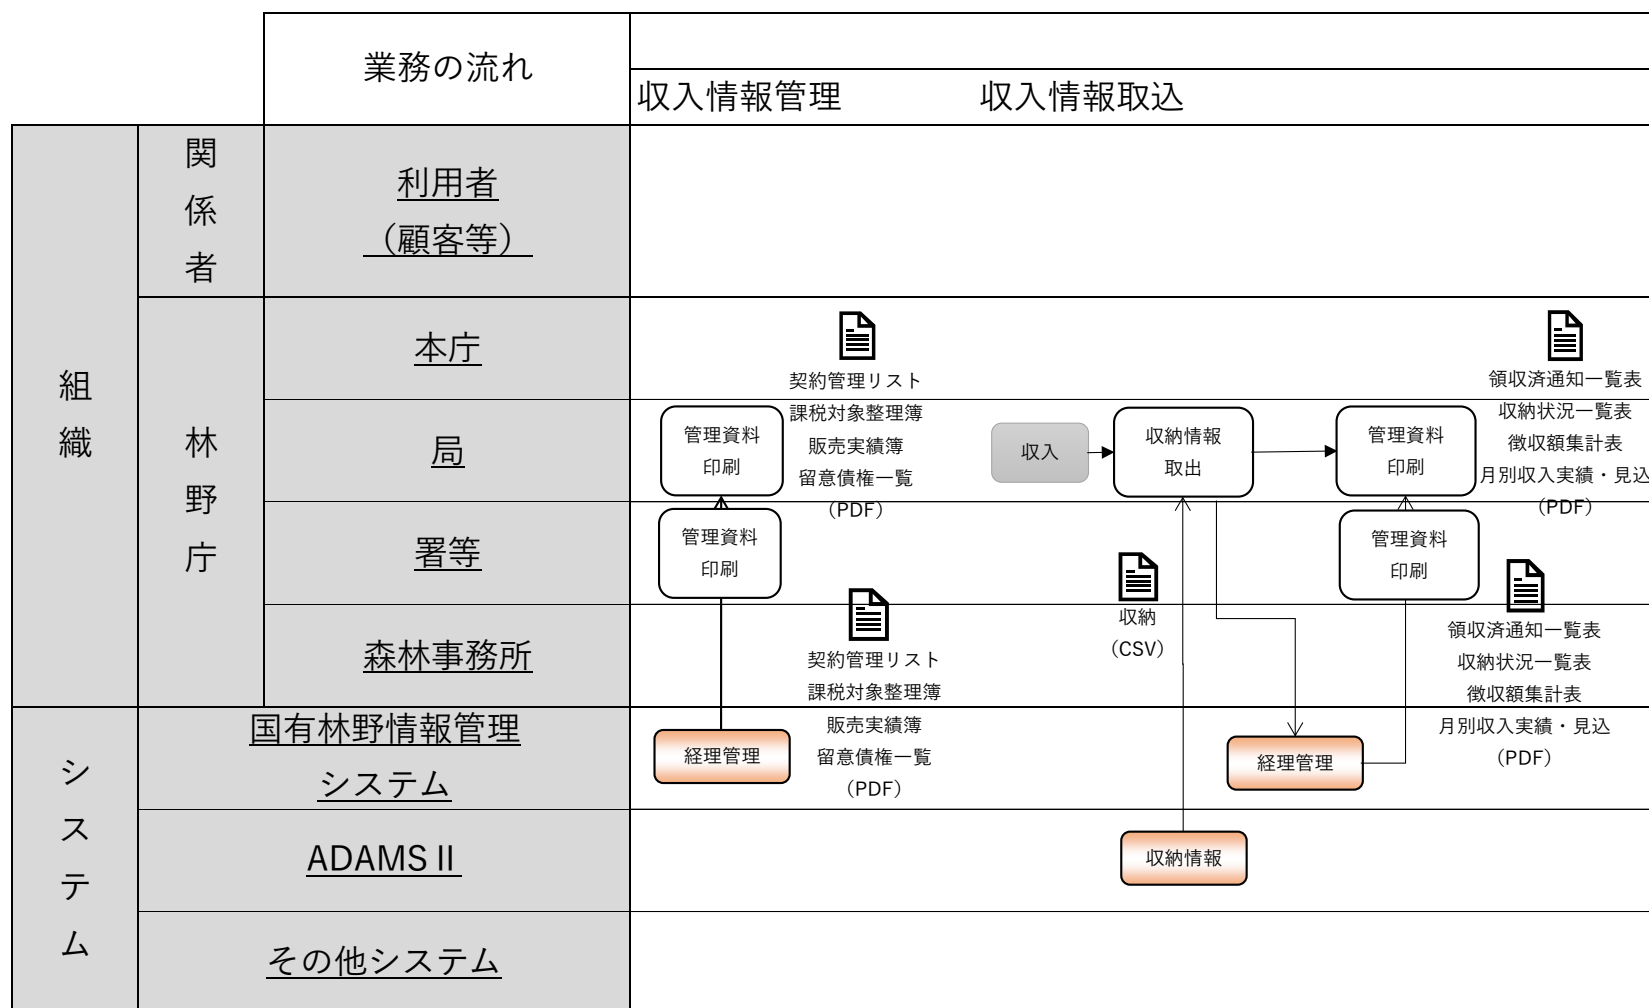 業務の流れ
収入情報管理
収入情報取込
組織
関係者
利用者
（顧客等）
林野庁
本庁
契約管理リスト
課税対象整理簿
販売実績簿
留意債権一覧
（PDF）
領収済通知一覧表
収納状況一覧表
徴収額集計表
月別収入実績・見込
（PDF）
局
管理資料
印刷
収入
収納情報
取出
管理資料
印刷
署等
管理資料
印刷
収納
（CSV）
管理資料
印刷
森林事務所
契約管理リスト
課税対象整理簿
販売実績簿
留意債権一覧
（PDF）
領収済通知一覧表
収納状況一覧表
徴収額集計表
月別収入実績・見込
（PDF）
システム
国有林野情報管理
システム
経理管理
経理管理
ADAMSⅡ
収納情報
その他システム